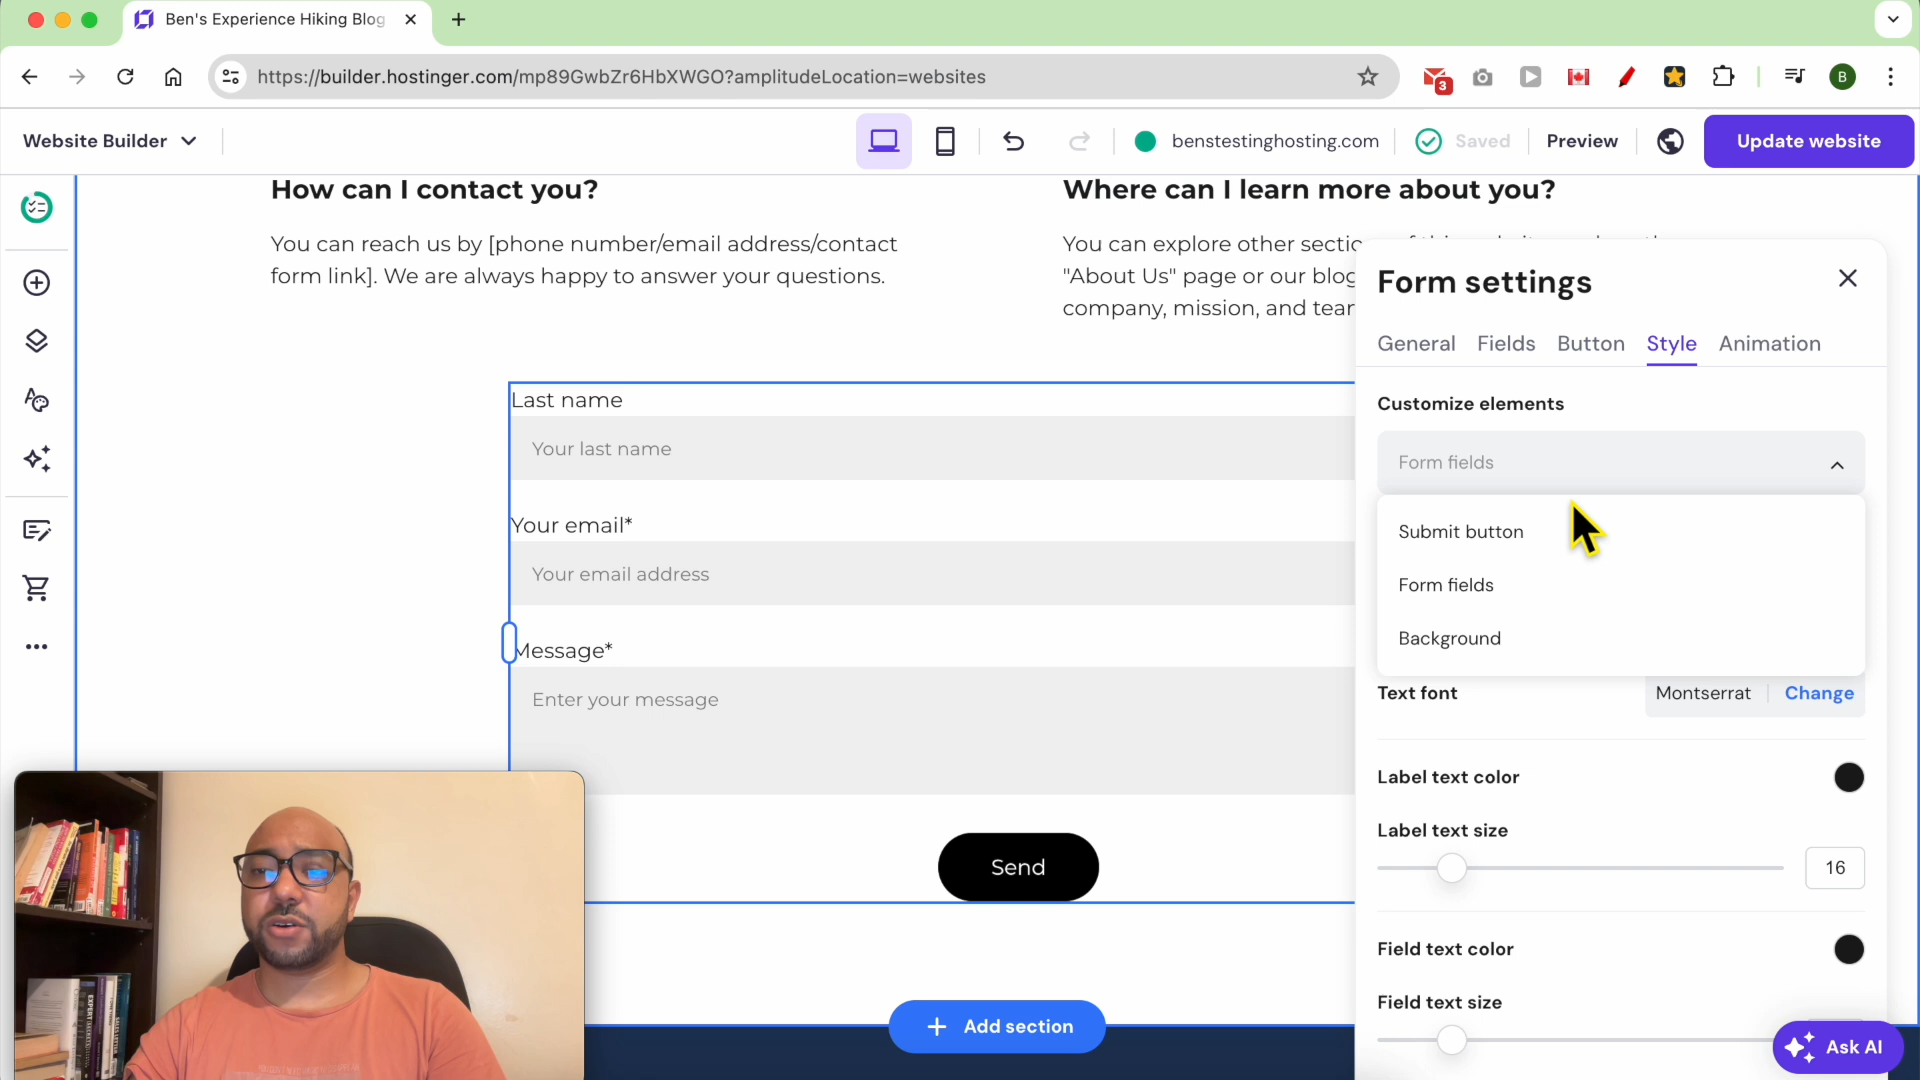 Ben's Experience Hiking Blog
https://builder.hostinger.com/mp89GwbZr6HbXWGO?amplitudeLocation=websites
3
B
Website Builder
benstestinghosting.com
Saved
Preview
Update website
How can I contact you?
You can reach us by [phone number/email address/contact
form link]. We are always happy to answer your questions.
Where can I learn more about you?
You can explore other sectio
"About Us" page or our blog
company, mission, and tear
Last name
Your last name
Your email*
Your email address
Message*
Enter your message
Send
Add section
Form settings
General Fields Button Style Animation
Customize elements
Form fields
Submit button
Form fields
Background
Text font
Montserrat
Change
Label text color
Label text size
16
Field text color
Field text size
Ask AI